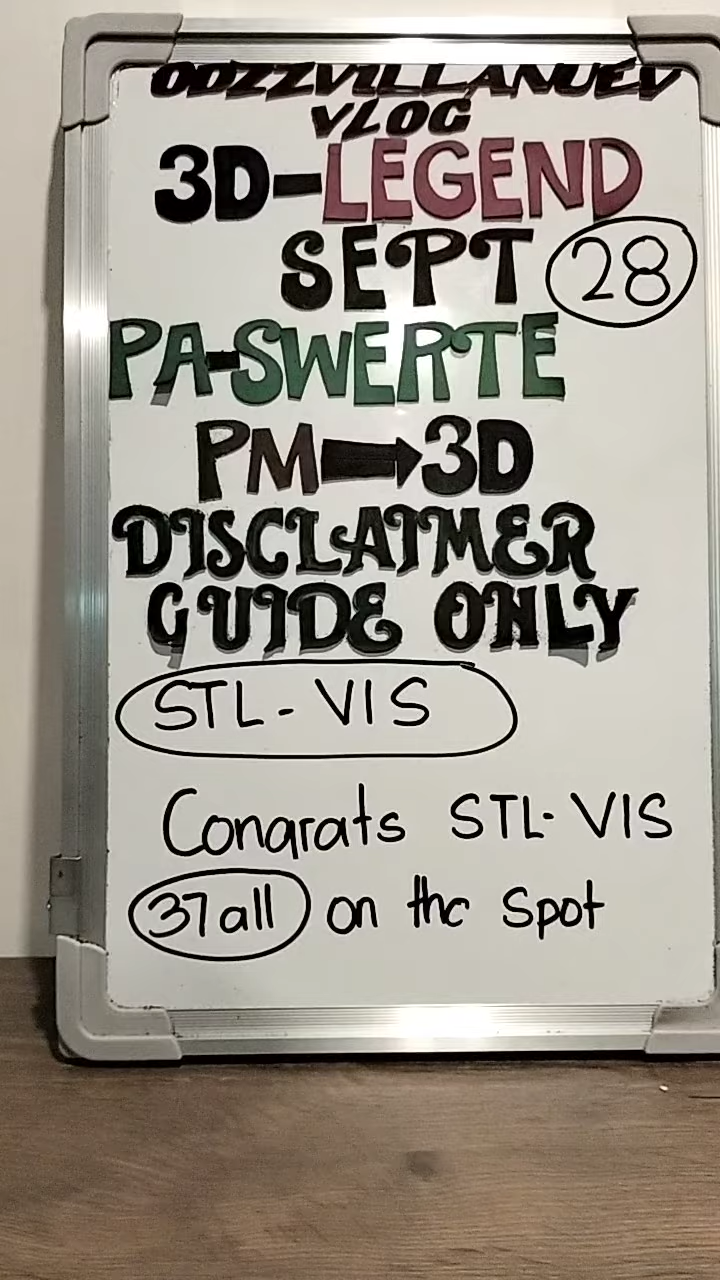 ODZZVILLANUEV
VLOG
3D-LEGEND
SEPT 28
PA-SWERTE
PM➡3D
DISCLAIMER
GUIDE ONLY
STL-VIS
Congrats STL-VIS
37all on the spot